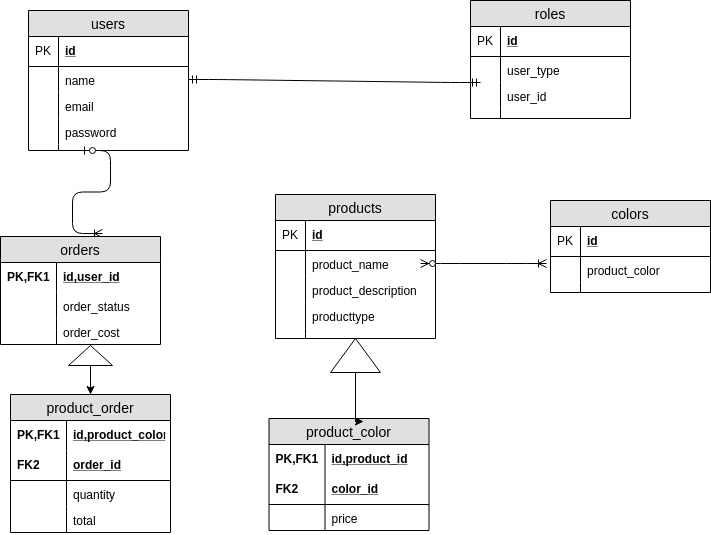 users
PK id
name
email
password
roles
PK id
user_type
user_id
orders
PK,FK1 id,user_id
order_status
order_cost
products
PK id
product_name
product_description
producttype
colors
PK id
product_color
product_order
PK,FK1 id,product_color
FK2 order_id
quantity
total
product_color
PK,FK1 id,product_id
FK2 color_id
price